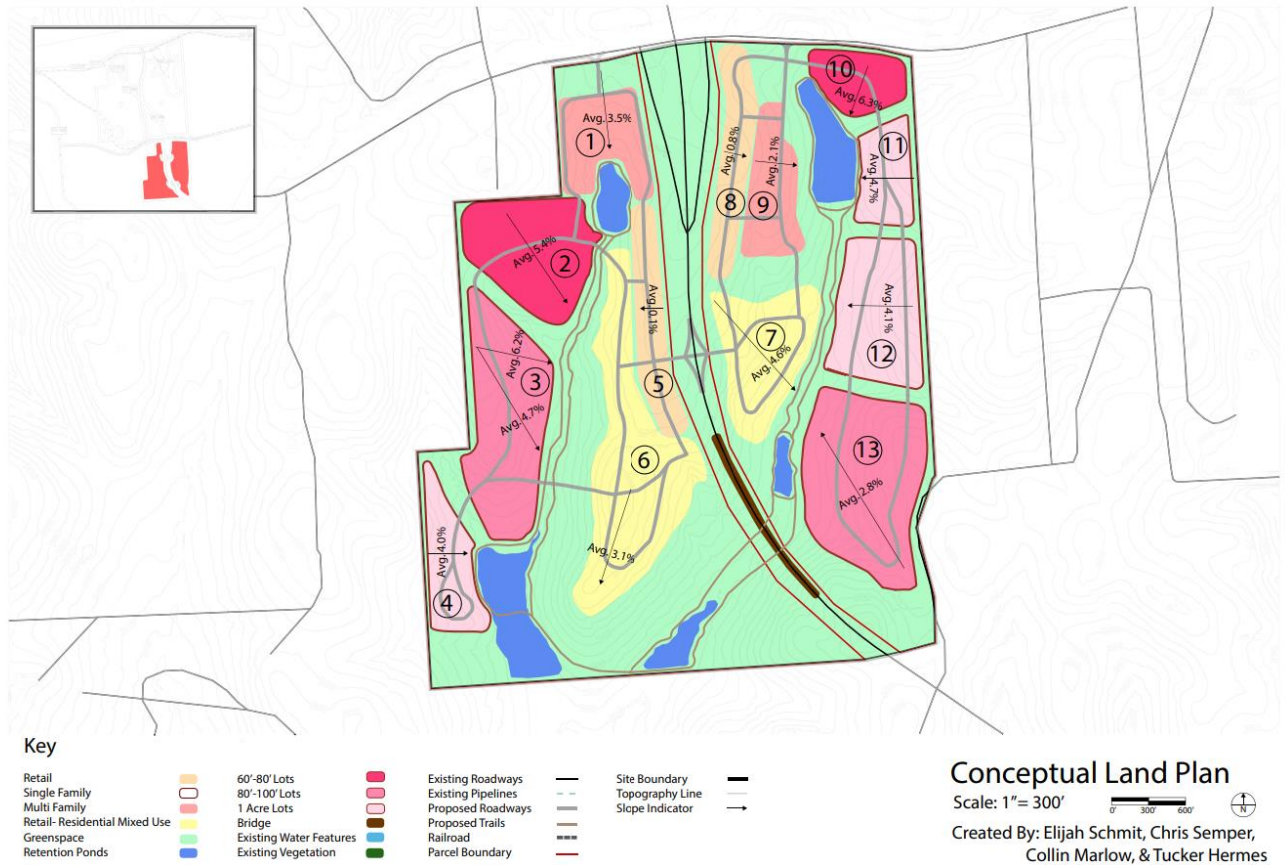 10
Avg. 6.3%
1
Avg. 3.5%
Avg. 0.8%
Avg. 2.1%
11
Avg. 4.7%
8
9
2
Avg. 5.4%
Avg. 0.1%
Avg. 4.1%
12
7
Avg. 4.6%
3
Avg. 6.2%
Avg. 4.7%
5
6
13
Avg. 2.8%
Avg. 3.1%
Avg. 4.0%
4
Key
Retail
Single Family
Multi Family
Retail- Residential Mixed Use
Greenspace
Retention Ponds
60'-80' Lots
80'-100' Lots
1 Acre Lots
Bridge
Existing Water Features
Existing Vegetation
Existing Roadways
Existing Pipelines
Proposed Roadways
Proposed Trails
Railroad
Parcel Boundary
Site Boundary
Topography Line
Slope Indicator
Conceptual Land Plan
Scale: 1"= 300'
0' 300' 600'
N
Created By: Elijah Schmit, Chris Semper,
Collin Marlow, & Tucker Hermes